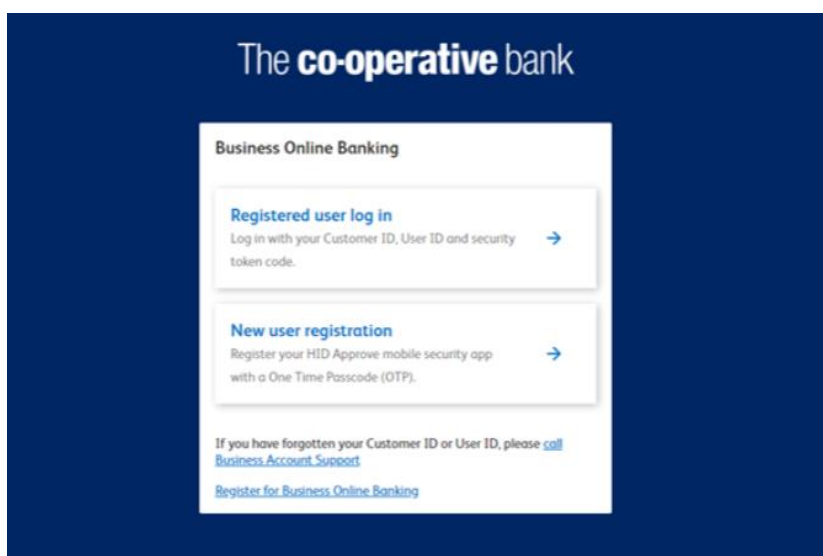 The co-operative bank
Business Online Banking
Registered user log in
Log in with your Customer ID, User ID and security
token code.
New user registration
Register your HID Approve mobile security app
with a One Time Passcode (OTP).
If you have forgotten your Customer ID or User ID, please call
Business Account Support
Register for Business Online Banking